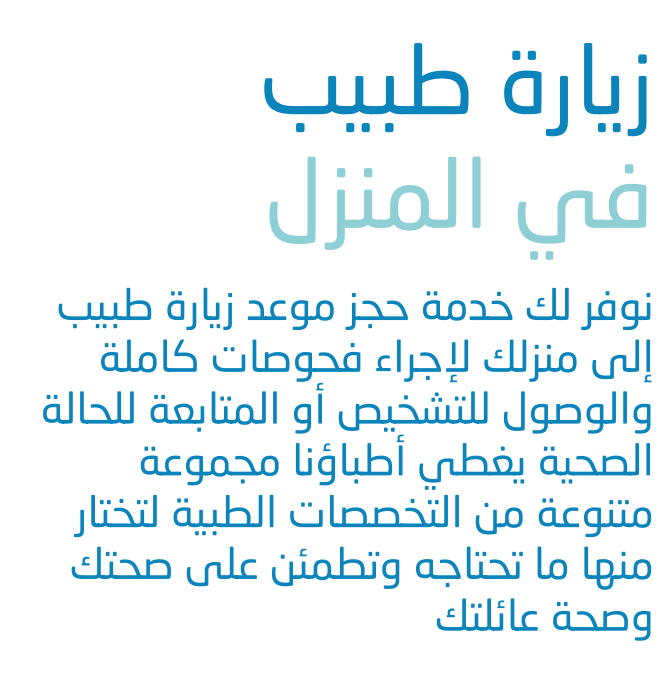 زيارة طبيب
في المنزل
نوفر لك خدمة حجز موعد زيارة طبيب
إلى منزلك لإجراء فحوصات كاملة
والوصول للتشخيص أو المتابعة للحالة
الصحية يغطي أطباؤنا مجموعة
متنوعة من التخصصات الطبية لتختار
منها ما تحتاجه وتطمئن على صحتك
وصحة عائلتك